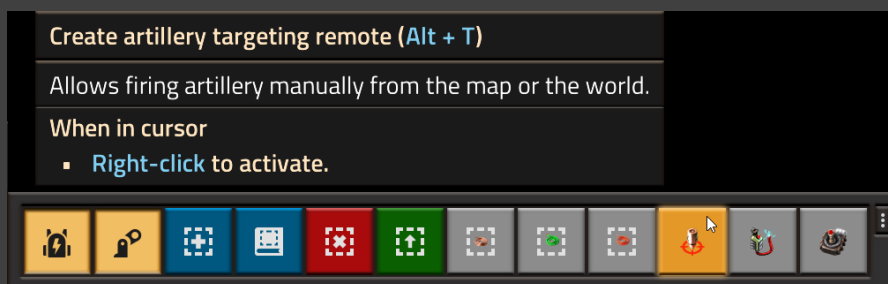 Create artillery targeting remote (Alt + T)
Allows firing artillery manually from the map or the world.
When in cursor
▪ Right-click to activate.